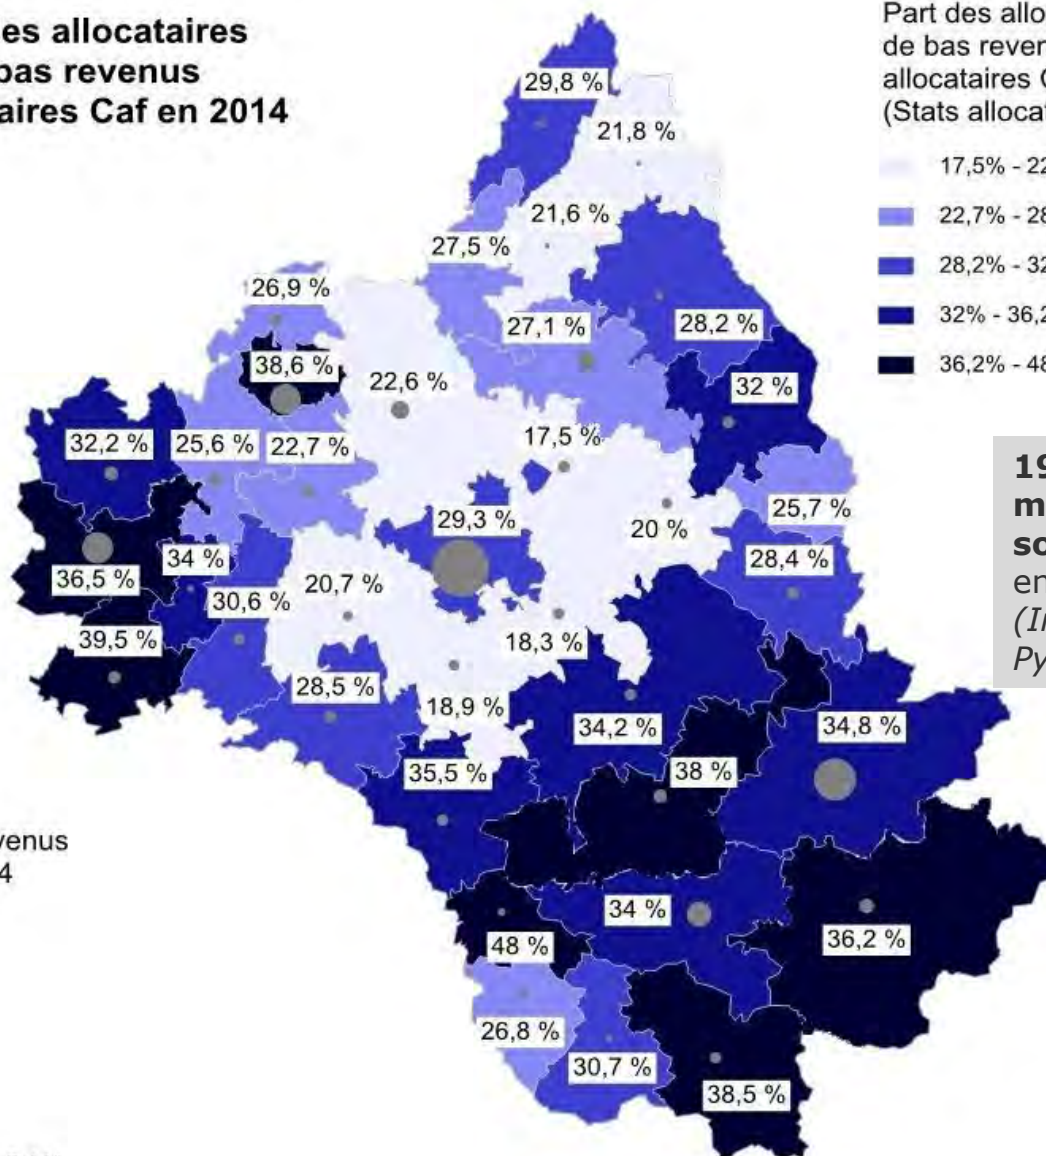 es allocataires
bas revenus
aires Caf en 2014
Part des allo
de bas reven
allocataires
(Stats alloca
17,5% - 22
22,7% - 28
28,2% - 32
32% - 36,2
36,2% - 48
29,8 %
21,8 %
21,6 %
27,5 %
26,9 %
27,1 %
28,2 %
38,6 %
22,6 %
32 %
32,2 %
25,6 %
22,7 %
17,5 %
19
m
so
en
(In
Py
25,7 %
29,3 %
20 %
36,5 %
34 %
28,4 %
30,6 %
20,7 %
39,5 %
18,3 %
28,5 %
18,9 %
34,2 %
34,8 %
35,5 %
38 %
venus
4
34 %
48 %
36,2 %
26,8 %
30,7 %
38,5 %